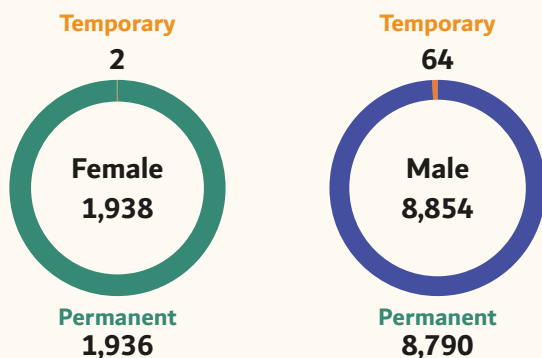 Temporary
2
Female
1,938
Permanent
1,936
Temporary
64
Male
8,854
Permanent
8,790